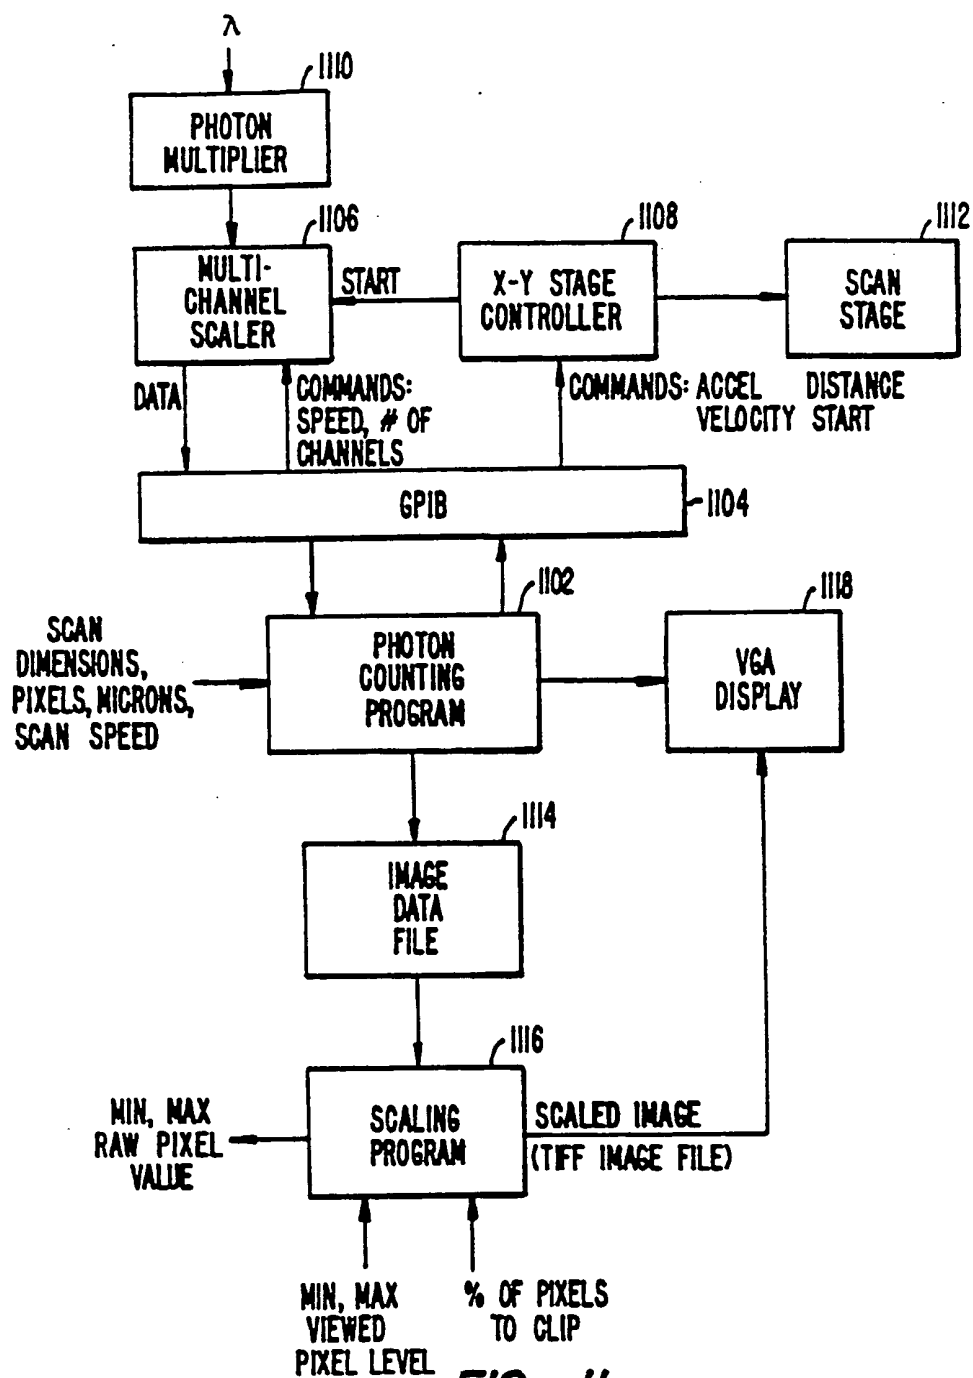 λ
1110
PHOTON
MULTIPLIER
1106
MULTI-
CHANNEL
SCALER
START
1108
X-Y STAGE
CONTROLLER
1112
SCAN
STAGE
DATA
COMMANDS:
SPEED, # OF
CHANNELS
COMMANDS: ACCEL DISTANCE
VELOCITY START
GPIB
1104
1102
PHOTON
COUNTING
PROGRAM
SCAN
DIMENSIONS,
PIXELS, MICRONS,
SCAN SPEED
1118
VGA
DISPLAY
1114
IMAGE
DATA
FILE
1116
SCALING
PROGRAM
MIN, MAX
RAW PIXEL
VALUE
SCALED IMAGE
(TIFF IMAGE FILE)
MIN, MAX
VIEWED
PIXEL LEVEL
% OF PIXELS
TO CLIP